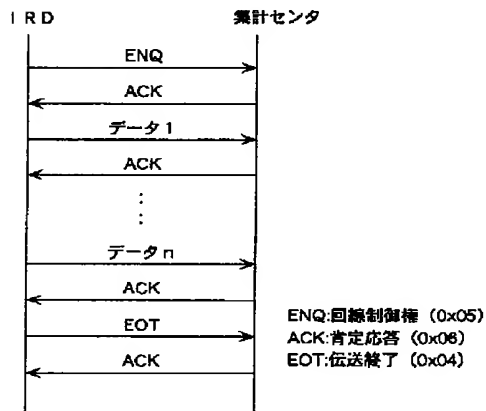 IRD 集計センタ
ENQ
ACK
データ1
ACK
データn
ACK
EOT
ACK
ENQ:回線制御権 (0x05)
ACK:肯定応答 (0x06)
EOT:伝送終了 (0x04)